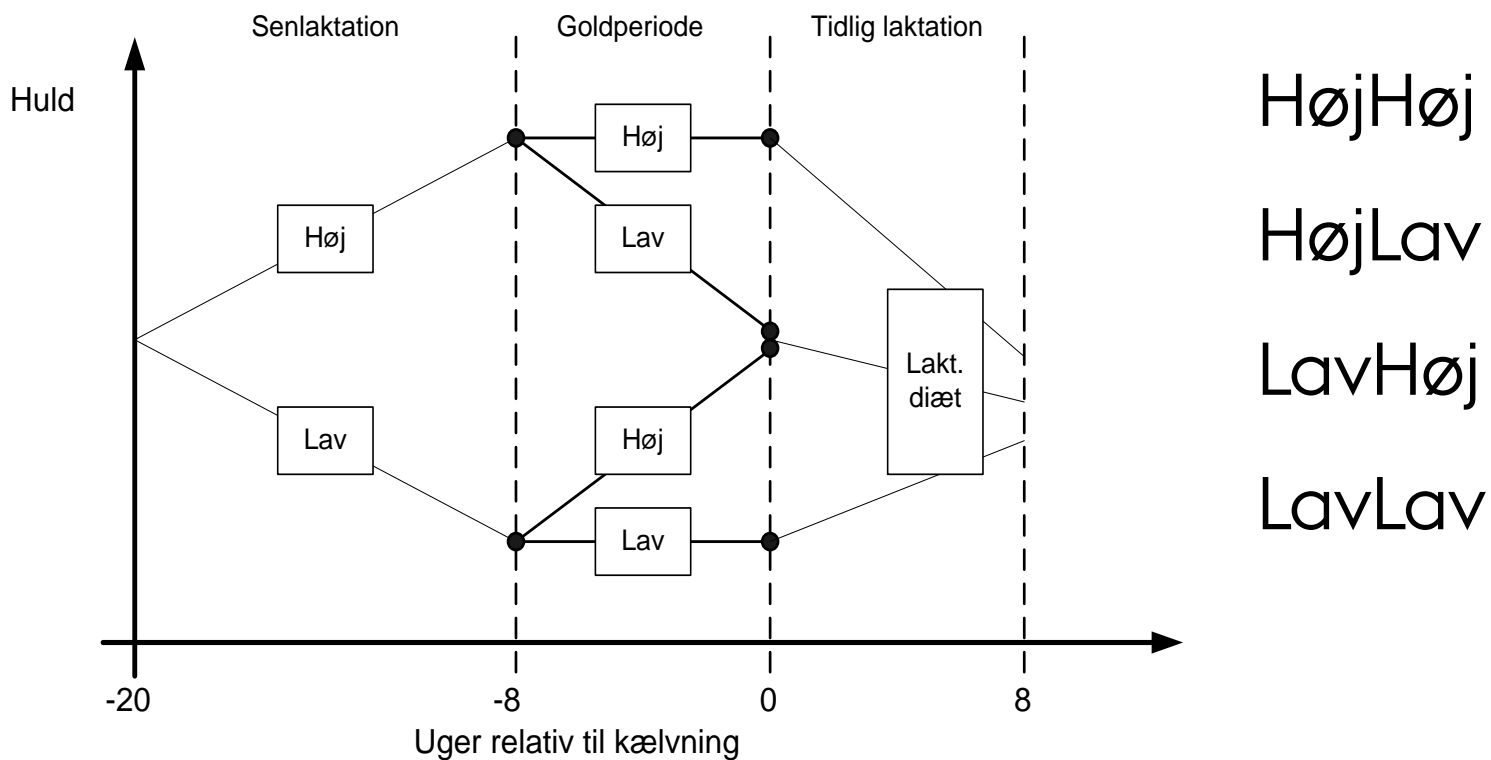 Senlaktation Goldperiode Tidlig laktation
Huld
Høj
Høj
Lav
Lav
Høj
Lav
Lakt.
diæt
HøjHøj
HøjLav
LavHøj
LavLav
-20 -8 0 8
Uger relativ til kælvning